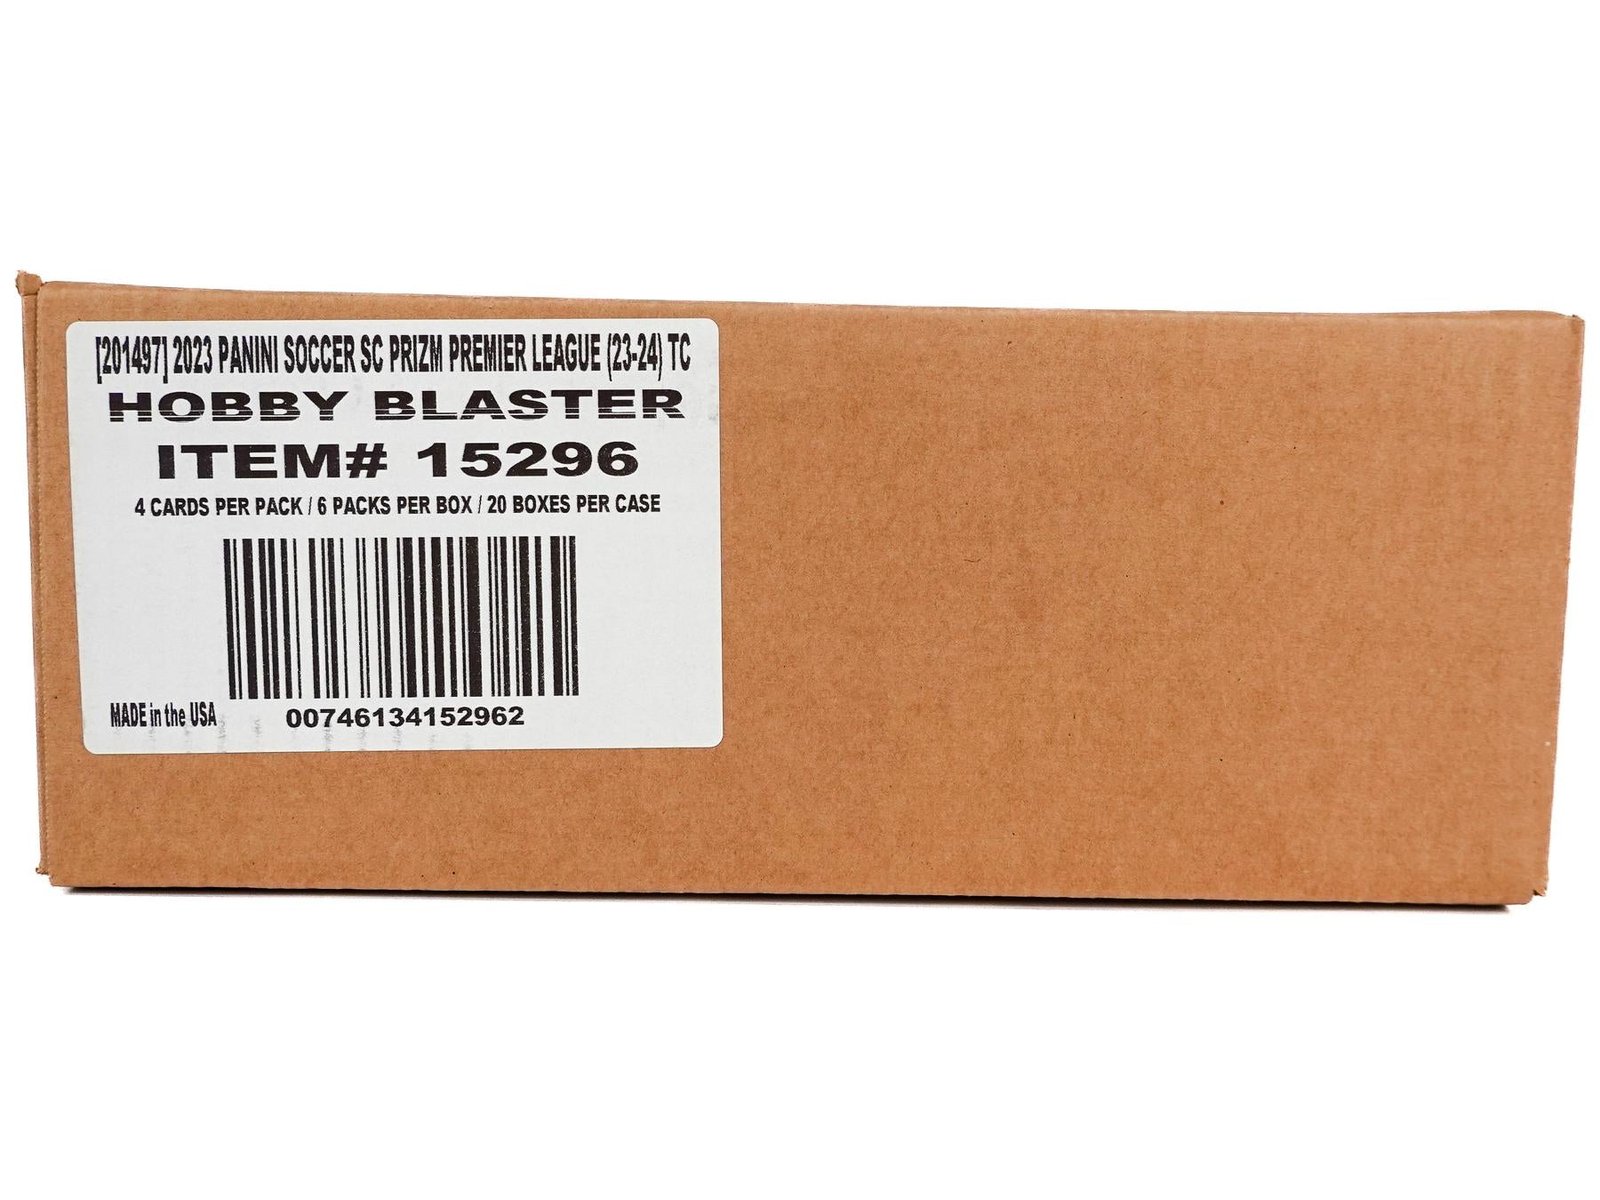 [201497] 2023 PANINI SOCCER SC PRIZM PREMIER LEAGUE (23-24) TC
HOBBY BLASTER
ITEM# 15296
4 CARDS PER PACK / 6 PACKS PER BOX / 20 BOXES PER CASE
MADE in the USA
00746134152962